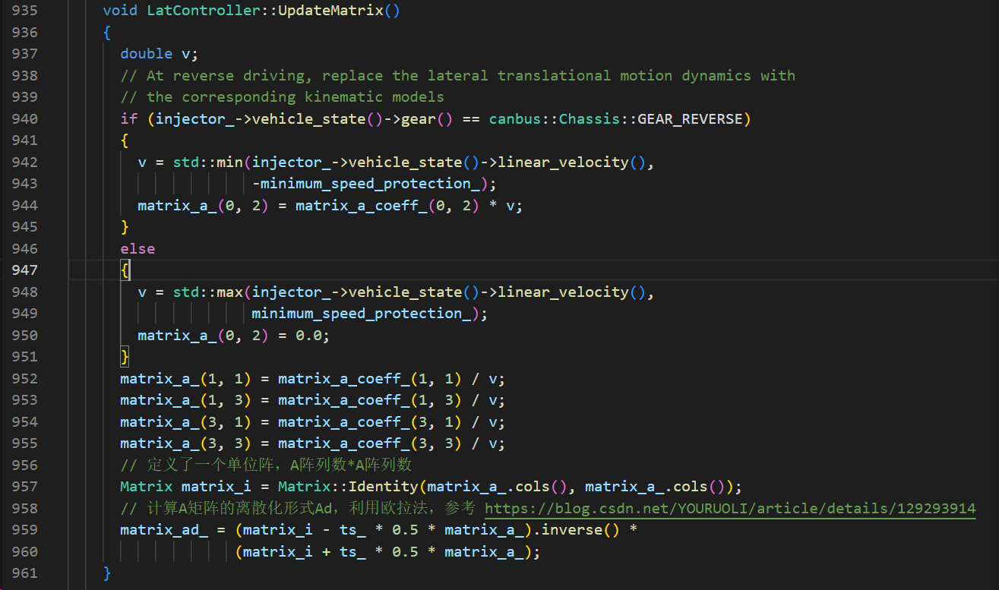 935 void LatController::UpdateMatrix()
936 {
937 double v;
938 // At reverse driving, replace the lateral translational motion dynamics with
939 // the corresponding kinematic models
940 if (injector_->vehicle_state()->gear() == canbus::Chassis::GEAR_REVERSE)
941 {
942 v = std::min(injector_->vehicle_state()->linear_velocity(),
943 -minimum_speed_protection_);
944 matrix_a_(0, 2) = matrix_a_coeff_(0, 2) * v;
945 }
946 else
947 {
948 v = std::max(injector_->vehicle_state()->linear_velocity(),
949 minimum_speed_protection_);
950 matrix_a_(0, 2) = 0.0;
951 }
952 matrix_a_(1, 1) = matrix_a_coeff_(1, 1) / v;
953 matrix_a_(1, 3) = matrix_a_coeff_(1, 3) / v;
954 matrix_a_(3, 1) = matrix_a_coeff_(3, 1) / v;
955 matrix_a_(3, 3) = matrix_a_coeff_(3, 3) / v;
956 // 定义了一个单位阵，A阵列数*A阵列数
957 Matrix matrix_i = Matrix::Identity(matrix_a_.cols(), matrix_a_.cols());
958 // 计算A矩阵的离散化形式Ad，利用欧拉法，参考 https://blog.csdn.net/YOURUOLI/article/details/129293914
959 matrix_ad_ = (matrix_i - ts_ * 0.5 * matrix_a_).inverse() *
960 (matrix_i + ts_ * 0.5 * matrix_a_);
961 }